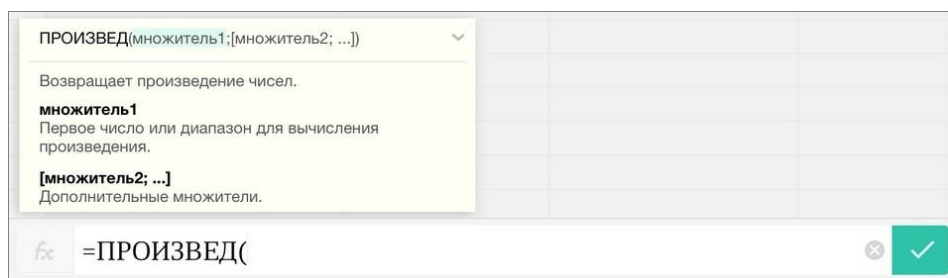 ПРОИЗВЕД(множитель1;[множитель2; ...])
Возвращает произведение чисел.
множитель1
Первое число или диапазон для вычисления
произведения.
[множитель2; ...]
Дополнительные множители.
fx =ПРОИЗВЕД(